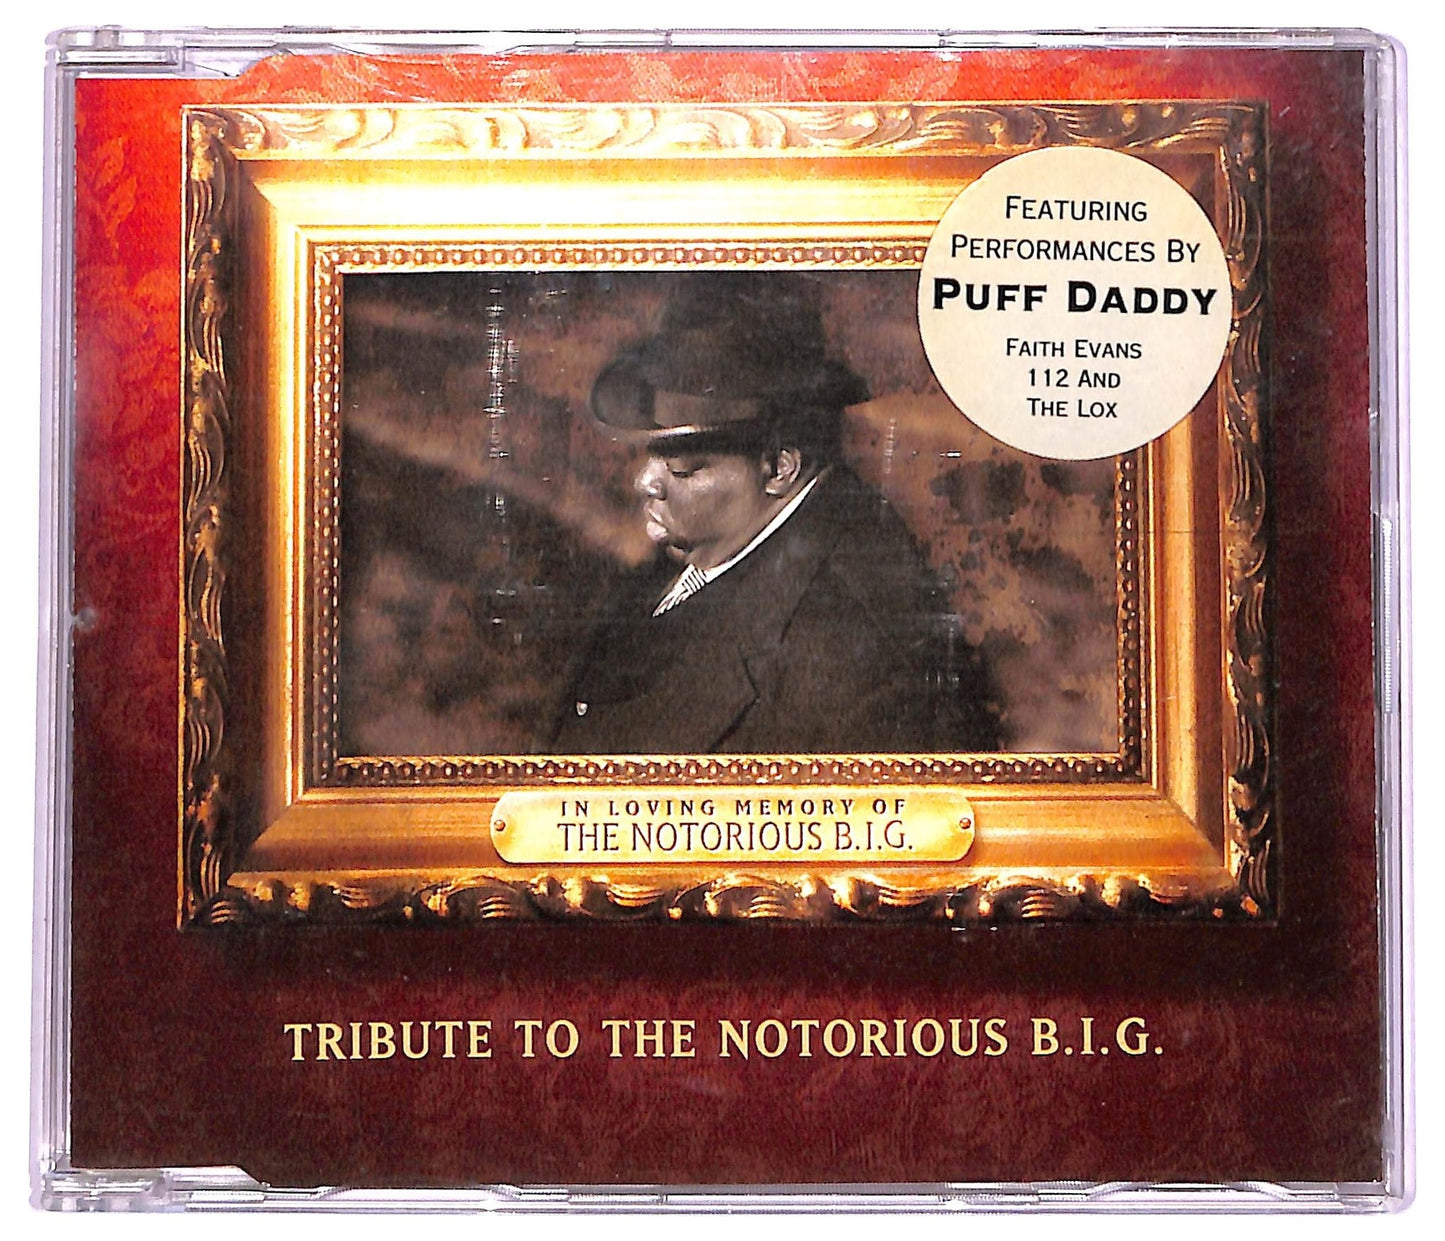 FEATURING
PERFORMANCES BY
PUFF DADDY
FAITH EVANS
112 AND
THE LOX
IN LOVING MEMORY OF
THE NOTORIOUS B.I.G.
TRIBUTE TO THE NOTORIOUS B.I.G.